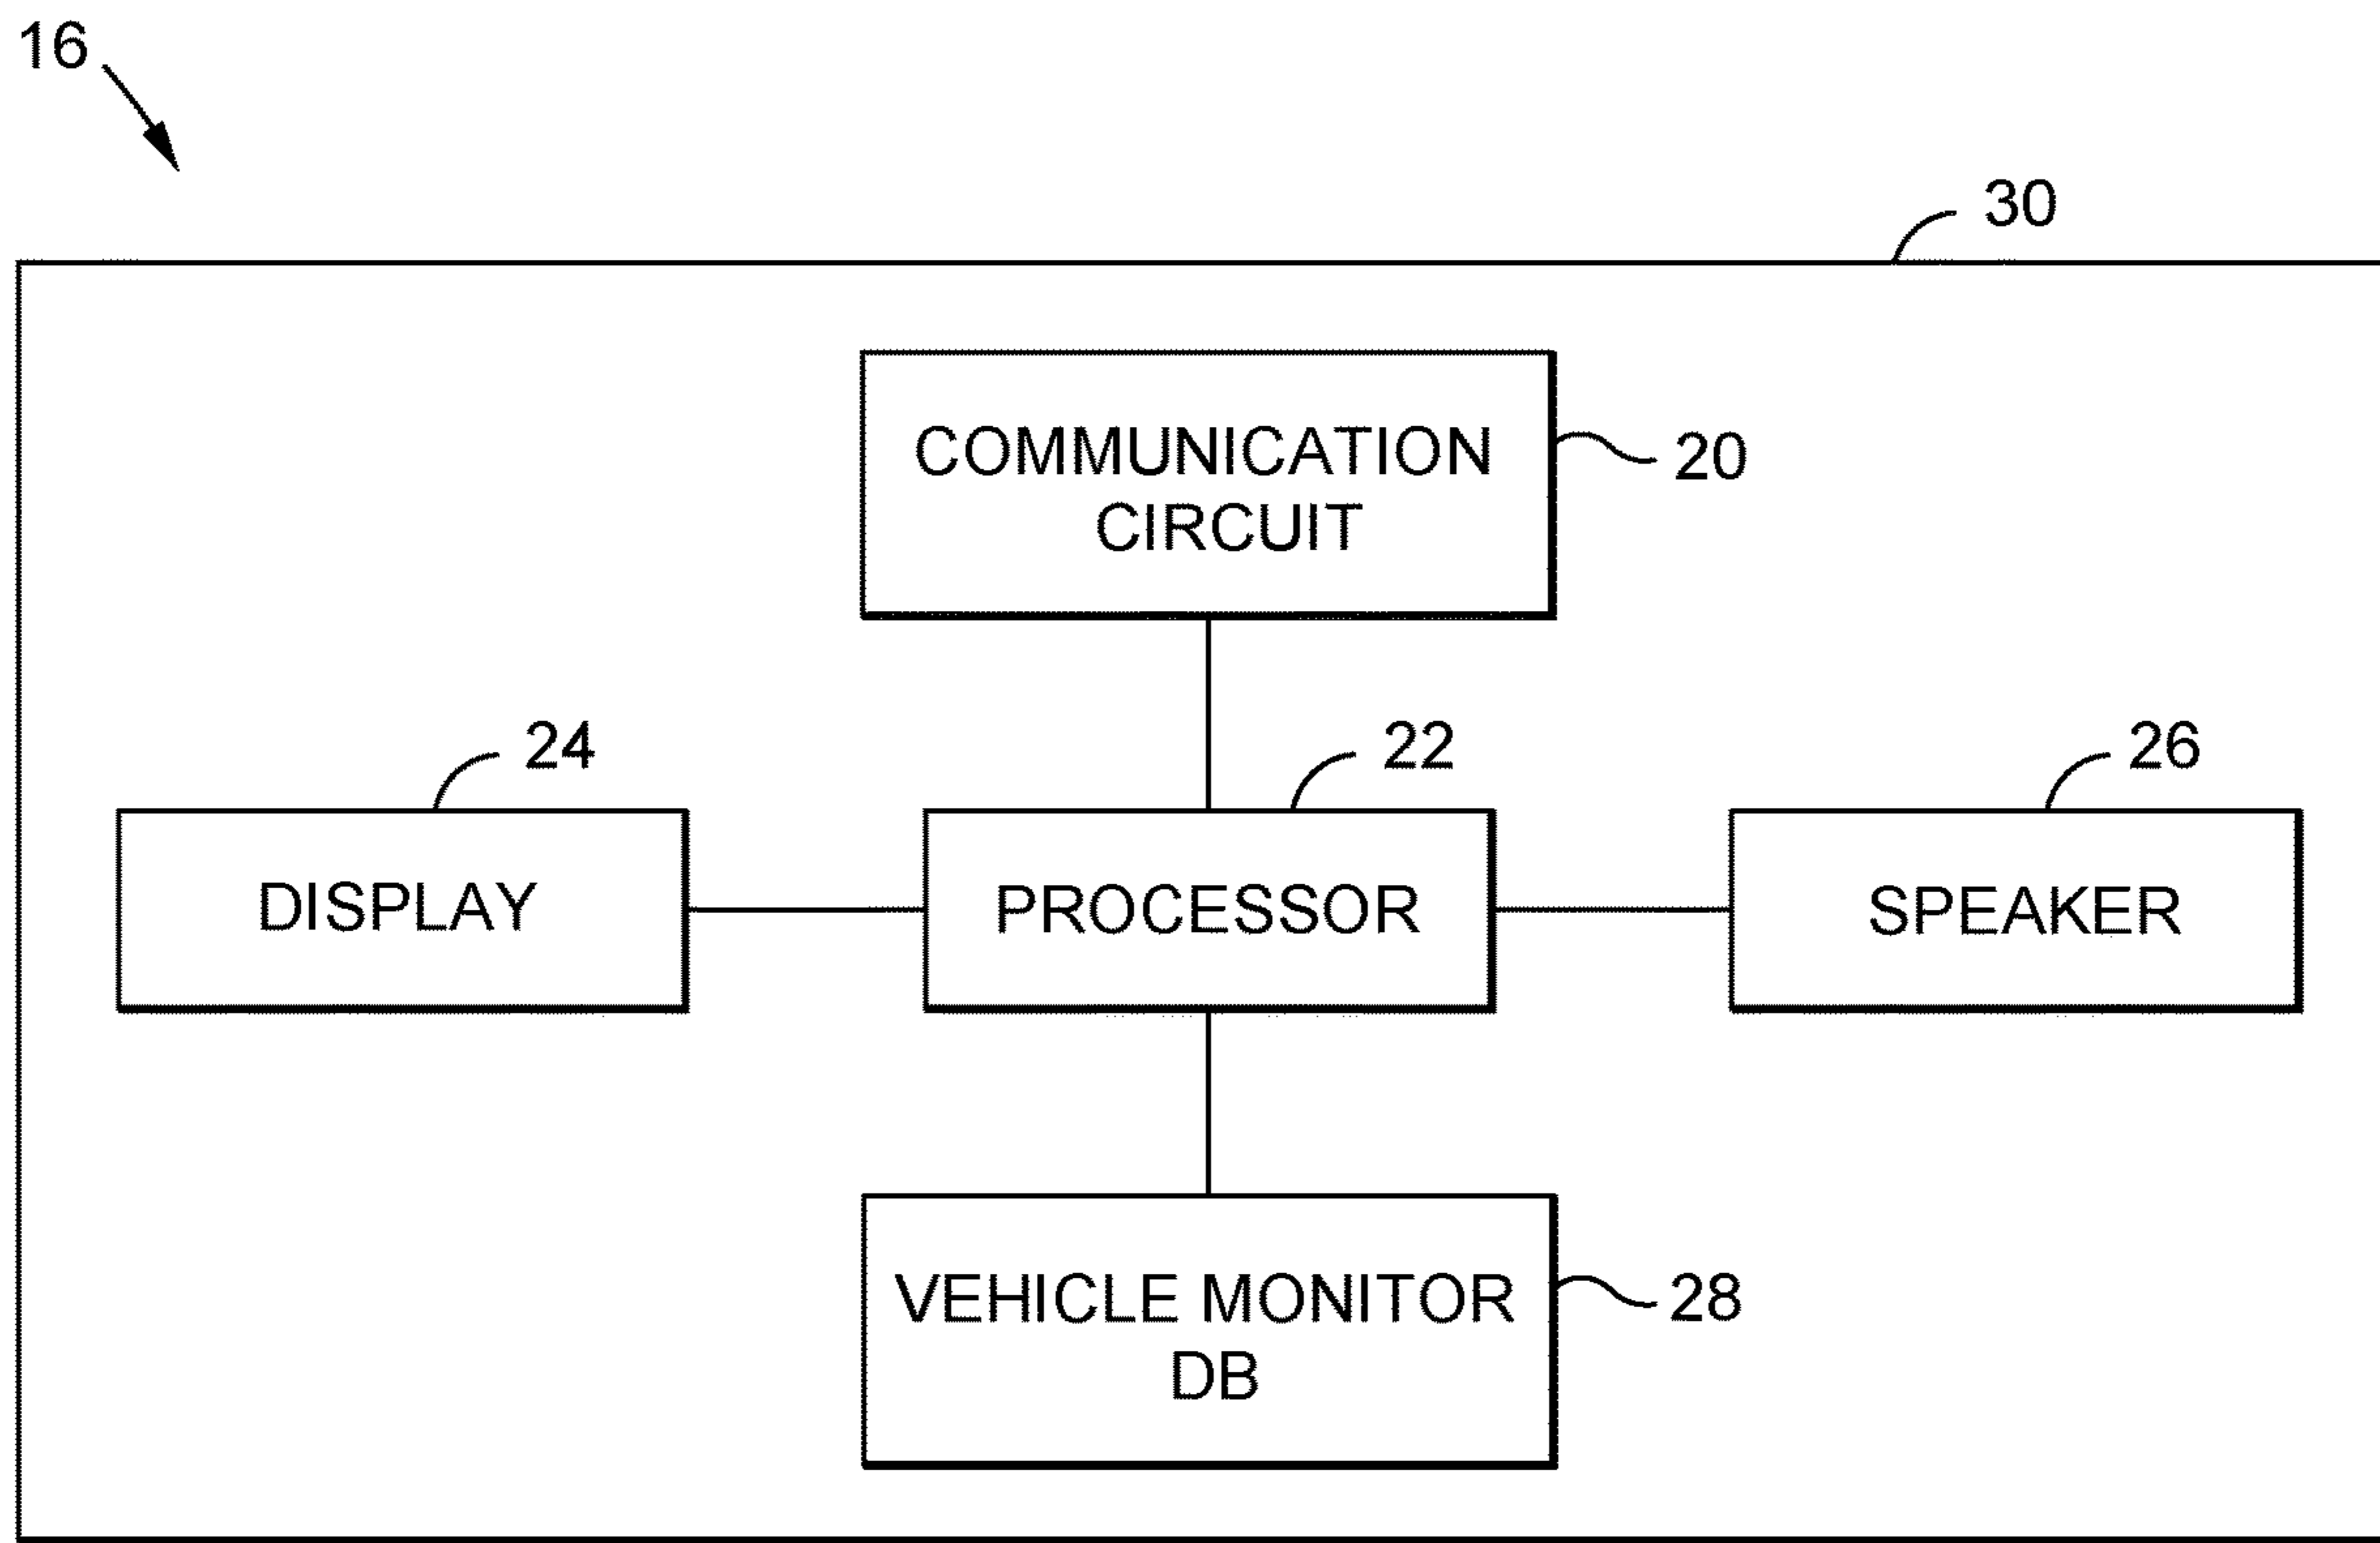 16
30
COMMUNICATION
CIRCUIT
20
24
22
26
DISPLAY
PROCESSOR
SPEAKER
VEHICLE MONITOR
DB
28